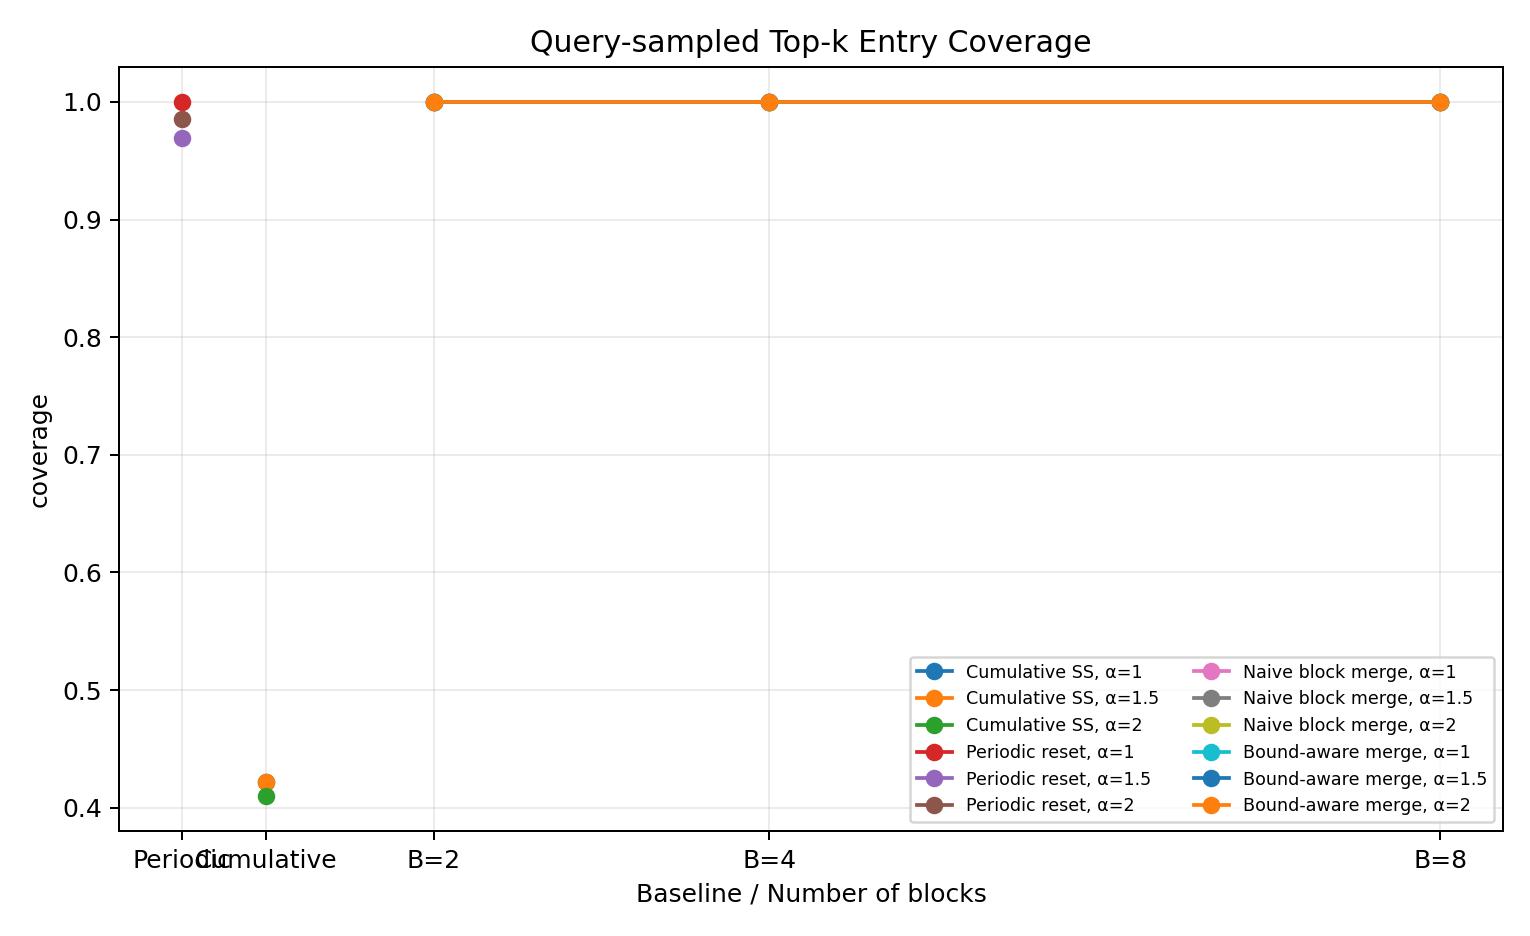 Query-sampled Top-k Entry Coverage
coverage
1.0
0.9
0.8
0.7
0.6
0.5
0.4
Cumulative SS, α=1
Cumulative SS, α=1.5
Cumulative SS, α=2
Periodic reset, α=1
Periodic reset, α=1.5
Periodic reset, α=2
Naive block merge, α=1
Naive block merge, α=1.5
Naive block merge, α=2
Bound-aware merge, α=1
Bound-aware merge, α=1.5
Bound-aware merge, α=2
Periodic Cumulative B=2 B=4 B=8
Baseline / Number of blocks